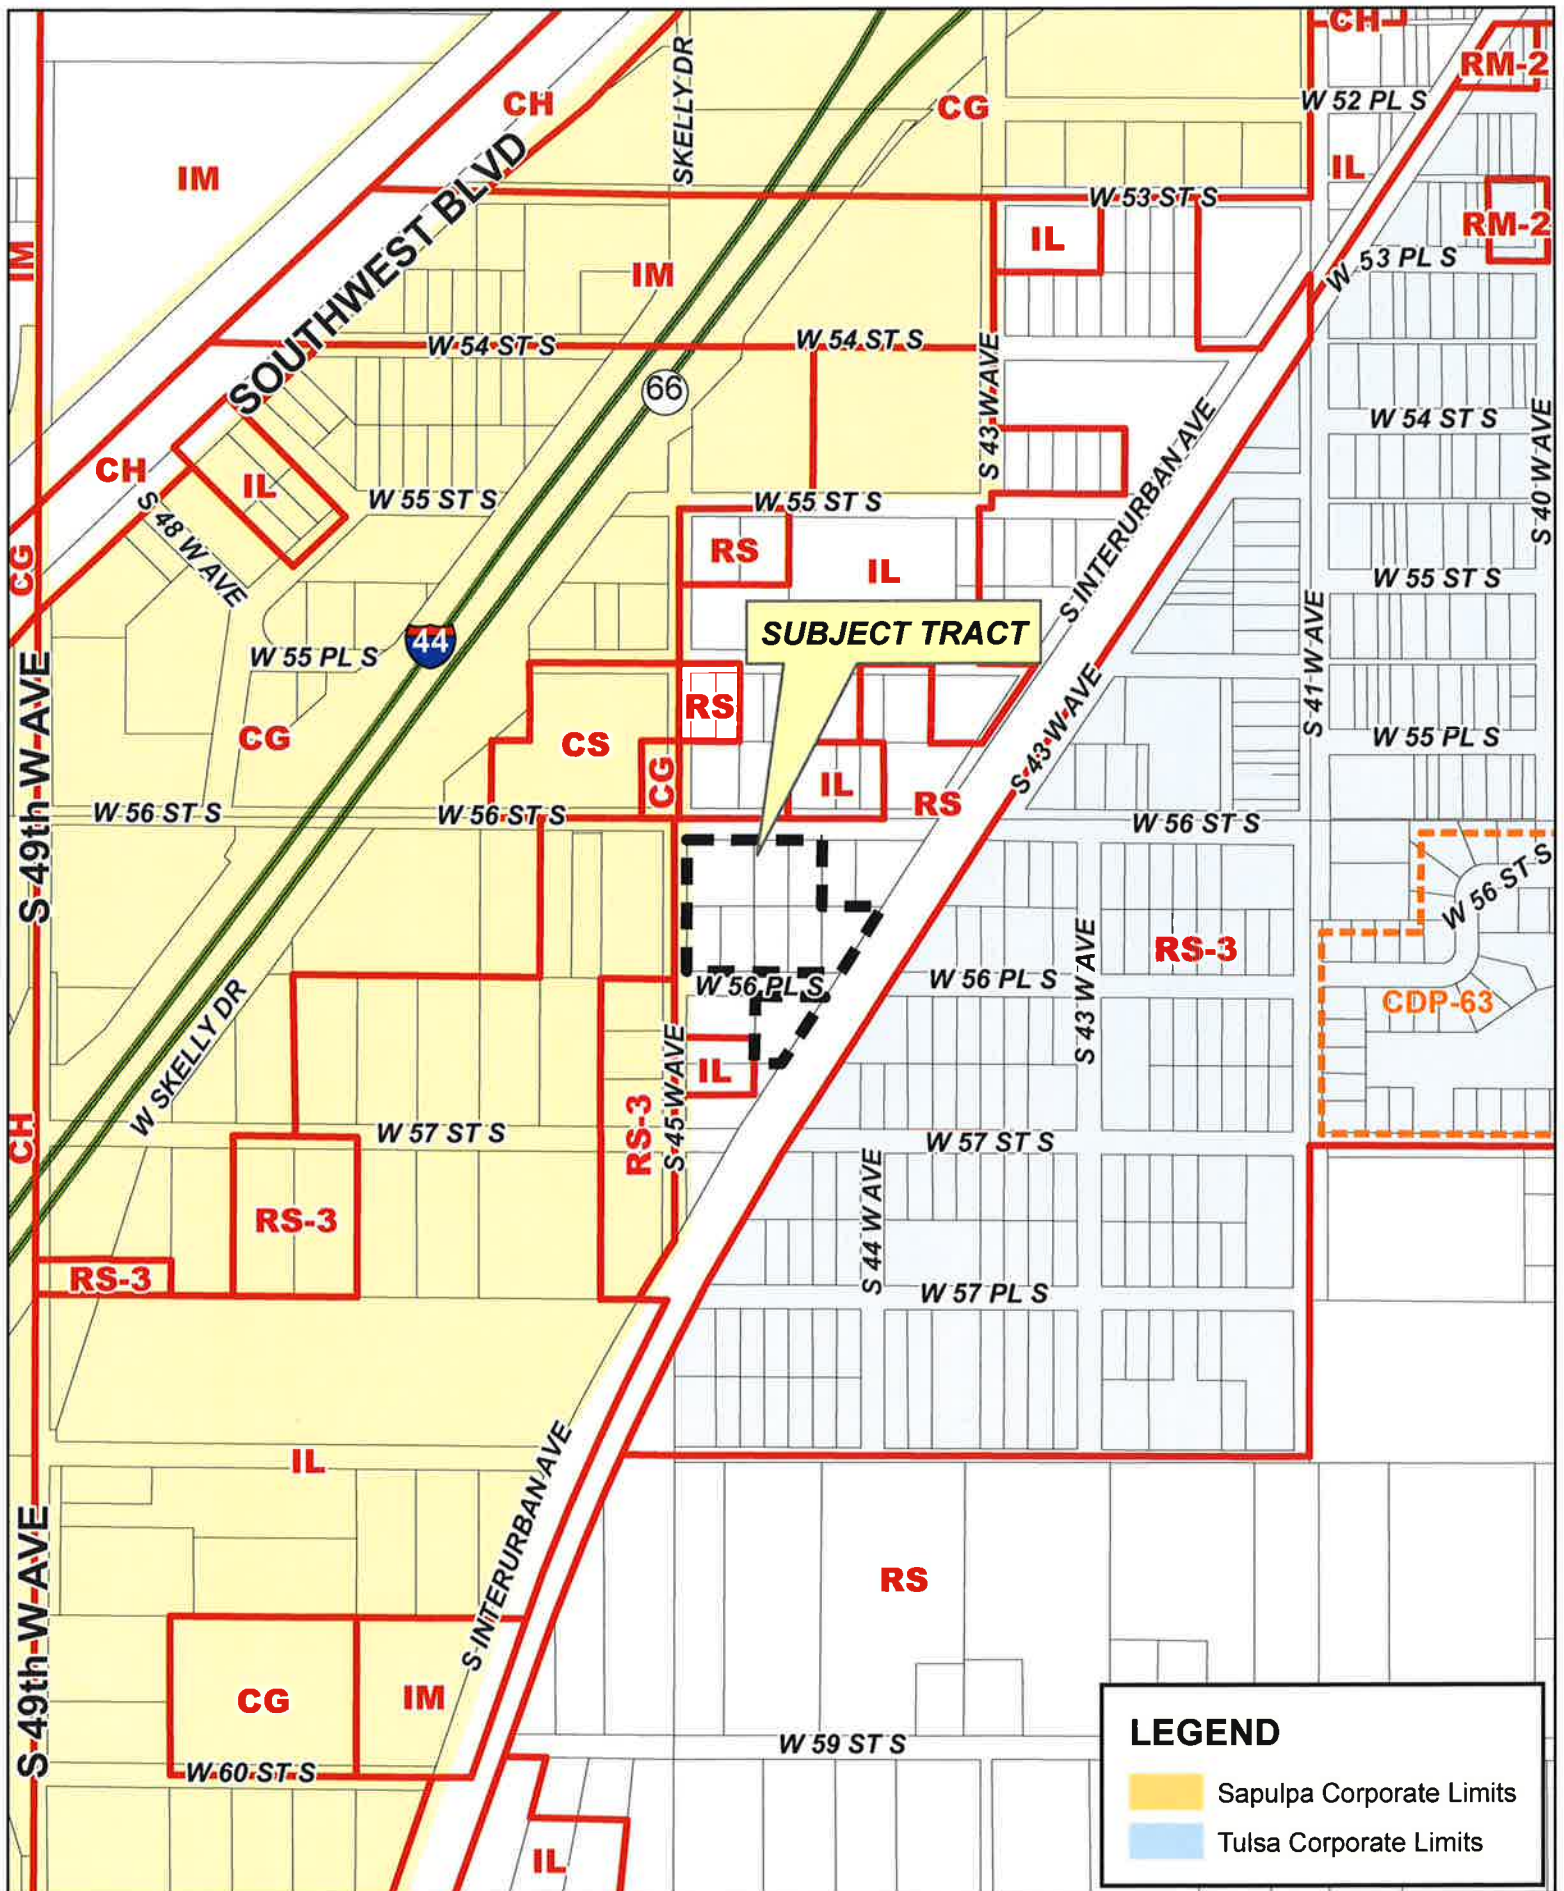 CH
RM-2
SKELLY DR
CH
CG
W 52 PL S
IM
IL
SOUTHWEST BLVD
W 53 ST S
RM-2
IL
IM
IM
W 53 PL S
W 54 ST S
W 54 ST S
S 43 W AVE
66
S INTERURBAN AVE
W 54 ST S
S 40 W AVE
CH
IL
S 48 W AVE
W 55 ST S
W 55 ST S
RS
IL
CG
W 55 ST S
SUBJECT TRACT
44
W 55 PL S
S 41 W AVE
S 49th W AVE
RS
S 43 W AVE
CG
CS
W 55 PL S
CG
IL
RS
W 56 ST S
W 56 ST S
W 56 ST S
W 56 ST S
RS-3
S 43 W AVE
W 56 PL S
W 56 PL S
CDP-63
W SKELLY DR
S 45 W AVE
IL
CH
RS-3
W 57 ST S
W 57 ST S
S 44 W AVE
RS-3
RS-3
W 57 PL S
S INTERURBAN AVE
IL
S 49th W AVE
RS
CG
IM
W 59 ST S
W 60 ST S
IL
LEGEND
Sapulpa Corporate Limits
Tulsa Corporate Limits